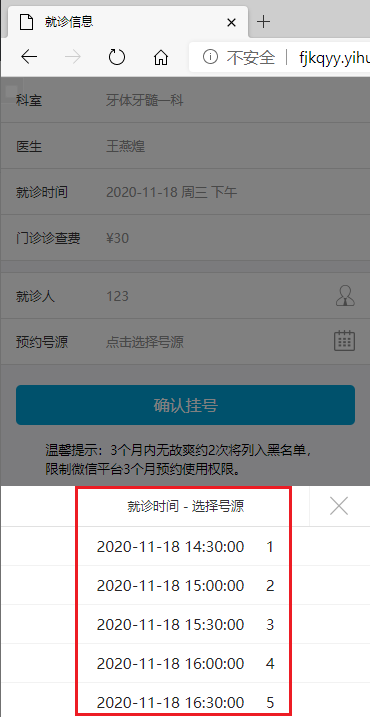 就诊信息
不安全 fjkqyy.yihu
科室 牙体牙髓一科
医生 王燕煌
就诊时间 2020-11-18 周三 下午
门诊诊查费 ¥30
就诊人 123
预约号源 点击选择号源
确认挂号
温馨提示：3个月内无故爽约2次将列入黑名单，
限制微信平台3个月预约使用权限。
就诊时间 - 选择号源
2020-11-18 14:30:00 1
2020-11-18 15:00:00 2
2020-11-18 15:30:00 3
2020-11-18 16:00:00 4
2020-11-18 16:30:00 5